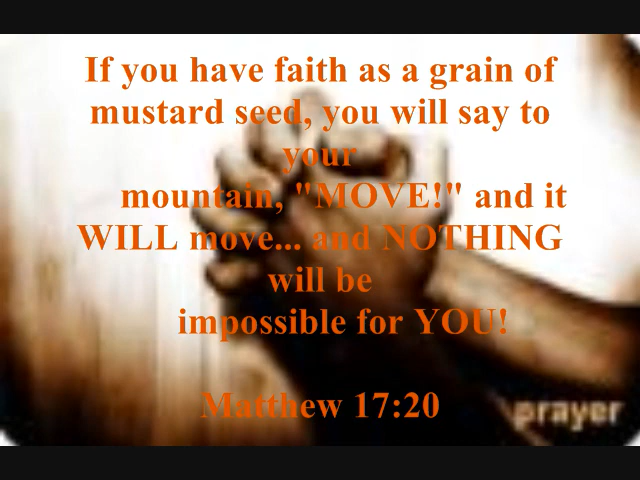 If you have faith as a grain of
mustard seed, you will say to
your
mountain, "MOVE!" and it
WILL move... and NOTHING
will be
impossible for YOU!
Matthew 17:20
prayer